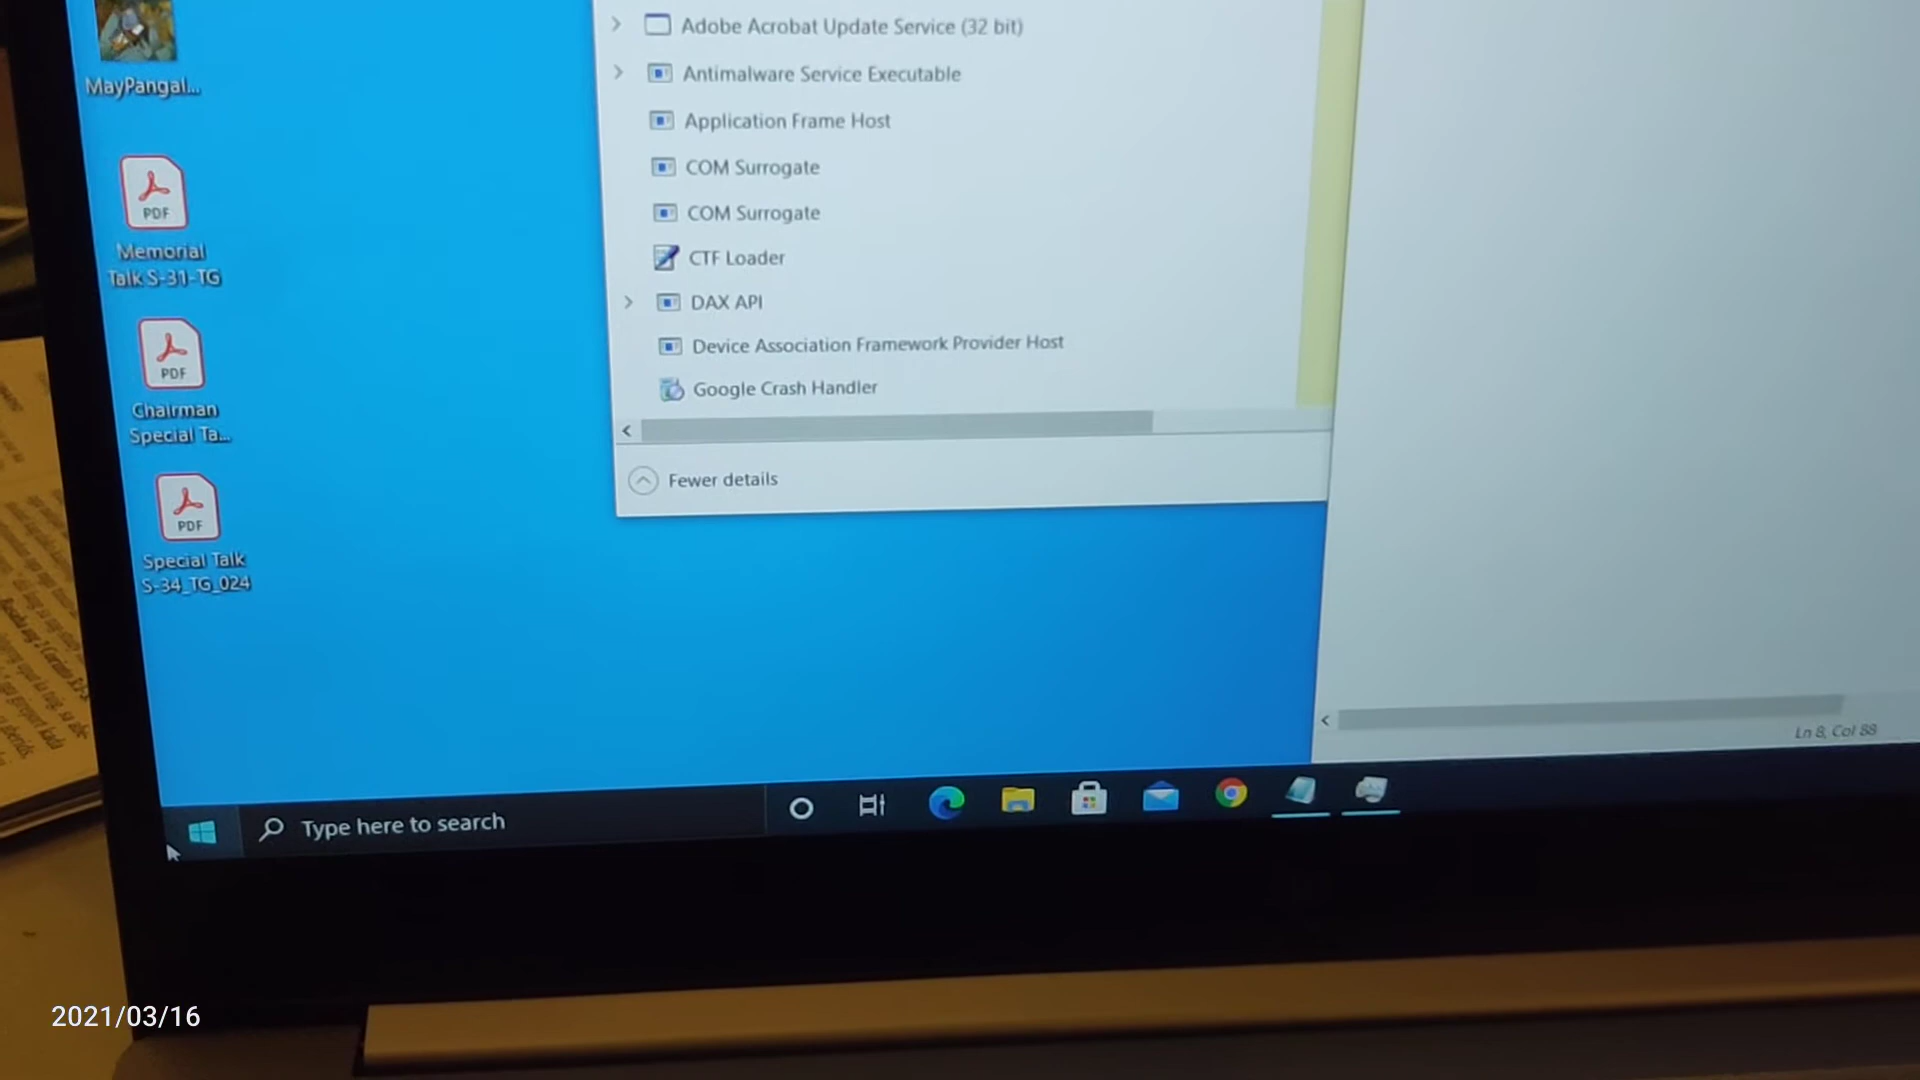 MayPangal...
PDF
Memorial
Talk S-31-TG
PDF
Chairman
Special Ta...
PDF
Special Talk
S-34_TG_024
Adobe Acrobat Update Service (32 bit)
Antimalware Service Executable
Application Frame Host
COM Surrogate
COM Surrogate
CTF Loader
DAX API
Device Association Framework Provider Host
Google Crash Handler
Fewer details
Ln 8, Col 88
Type here to search
2021/03/16